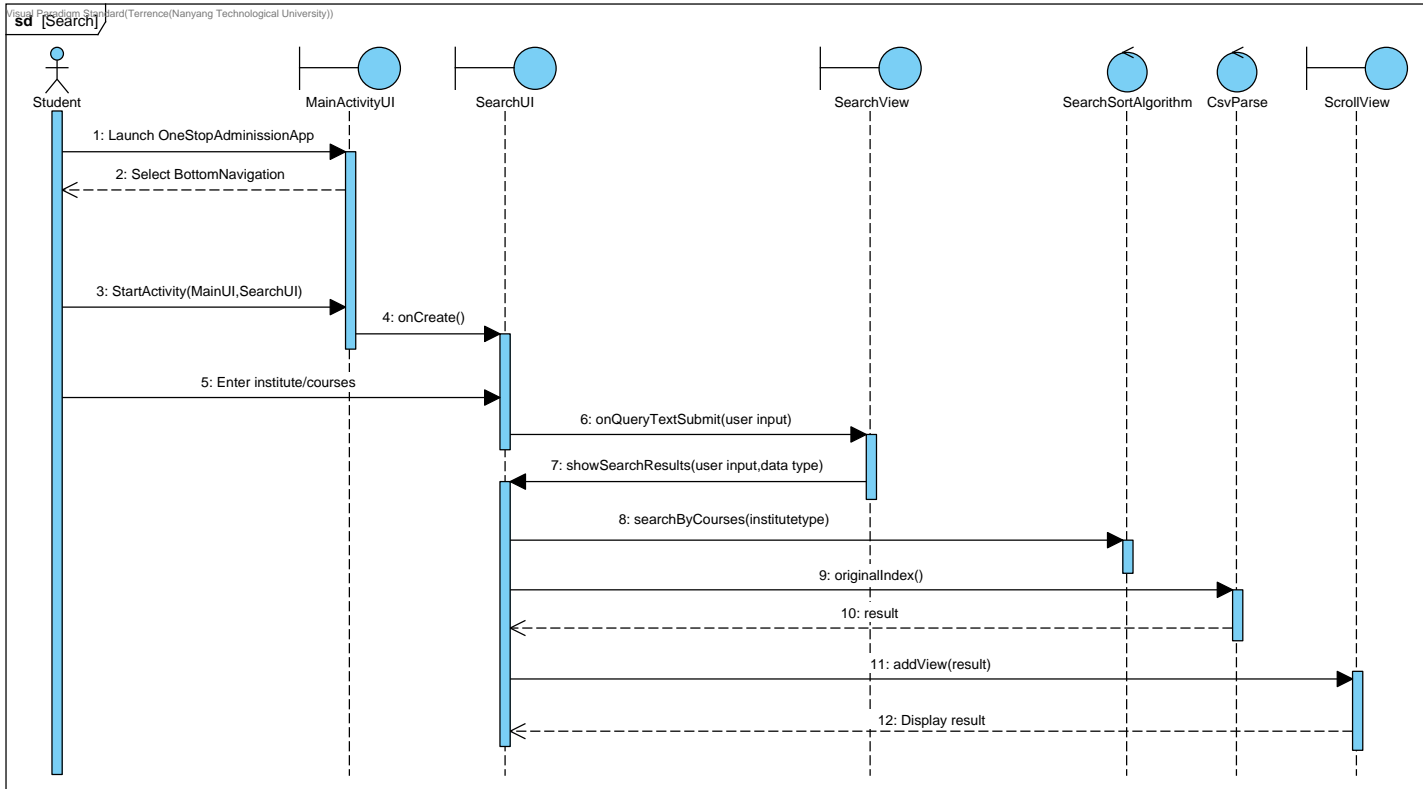 Visual Paradigm Standard(Terrence(Nanyang Technological University))
sd [Search]
Student
MainActivityUI
SearchUI
SearchView
SearchSortAlgorithm
CsvParse
ScrollView
1: Launch OneStopAdminissionApp
2: Select BottomNavigation
3: StartActivity(MainUI,SearchUI)
4: onCreate()
5: Enter institute/courses
6: onQueryTextSubmit(user input)
7: showSearchResults(user input,data type)
8: searchByCourses(institutetype)
9: originalIndex()
10: result
11: addView(result)
12: Display result